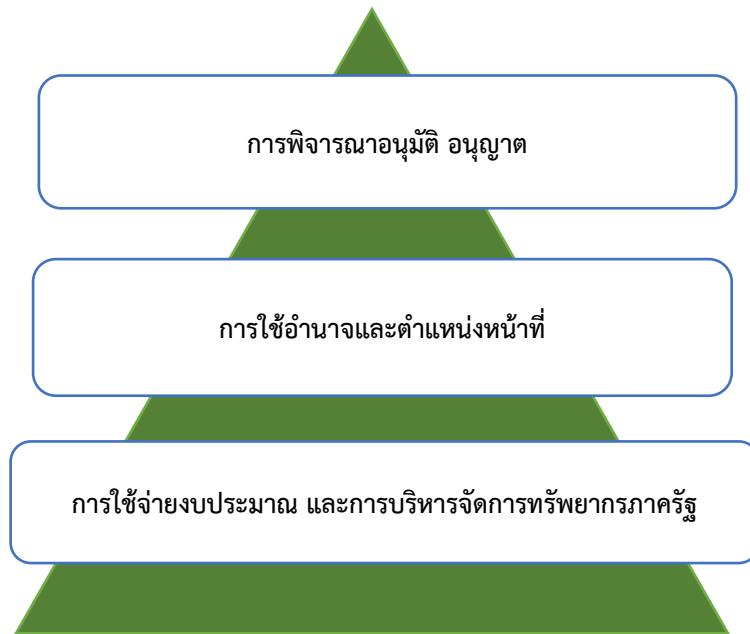 การพิจารณาอนุมัติ อนุญาต
การใช้อำนาจและตำแหน่งหน้าที่
การใช้จ่ายงบประมาณ และการบริหารจัดการทรัพยากรภาครัฐ